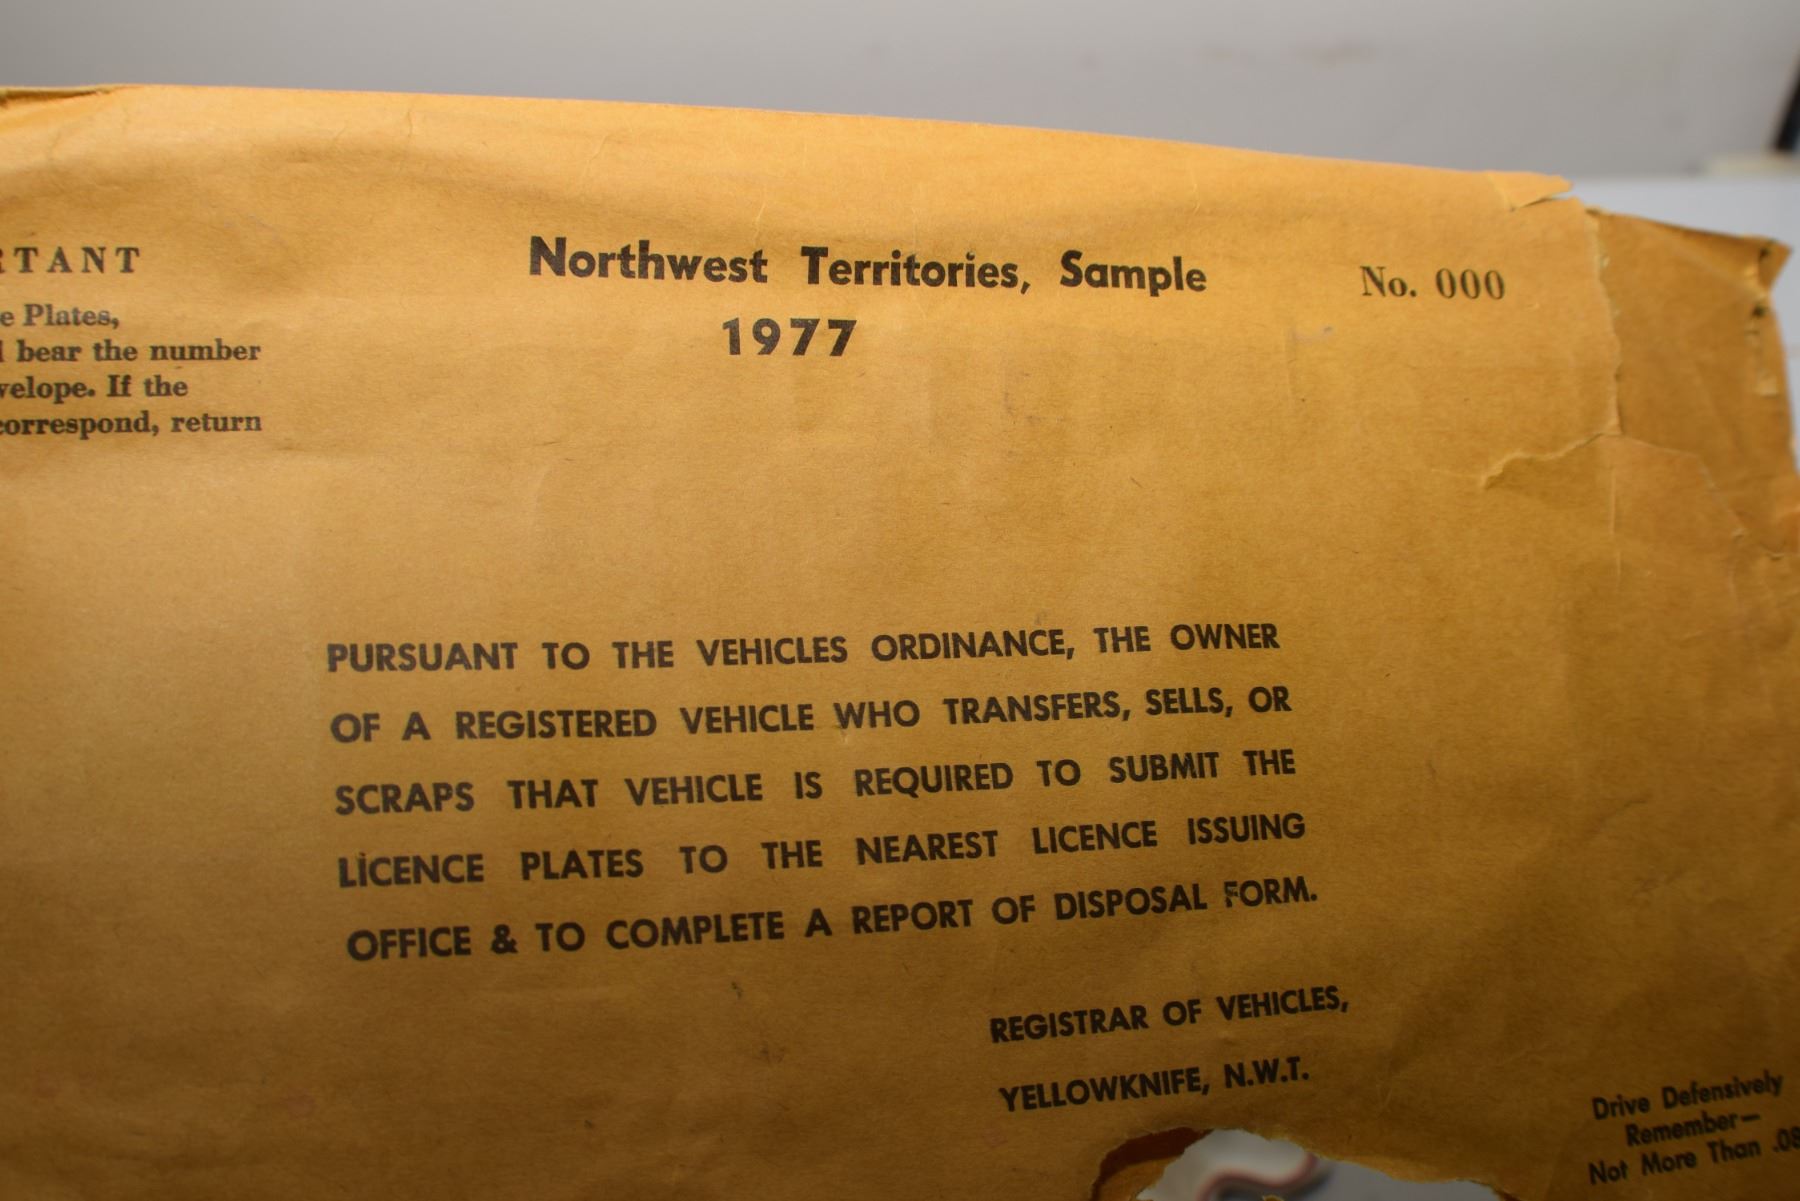 RTANT
e Plates,
bear the number
velope. If the
correspond, return
Northwest Territories, Sample
1977
No. 000
PURSUANT TO THE VEHICLES ORDINANCE, THE OWNER
OF A REGISTERED VEHICLE WHO TRANSFERS, SELLS, OR
SCRAPS THAT VEHICLE IS REQUIRED TO SUBMIT THE
LICENCE PLATES TO THE NEAREST LICENCE ISSUING
OFFICE & TO COMPLETE A REPORT OF DISPOSAL FORM.
REGISTRAR OF VEHICLES,
YELLOWKNIFE, N.W.T.
Drive Defensively
Remember—
Not More Than .08